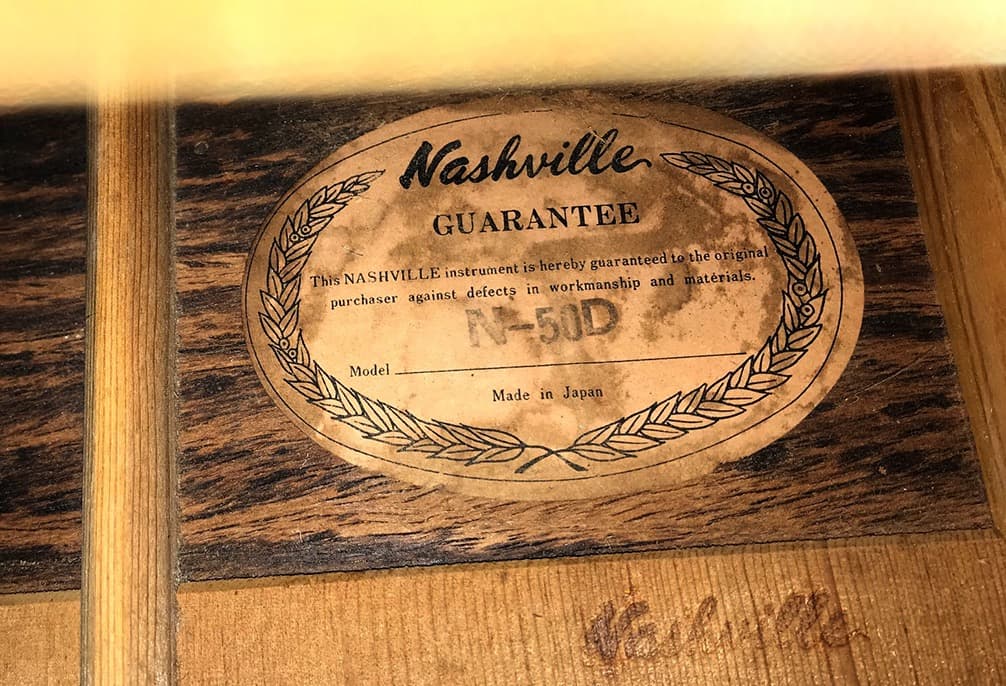 Nashville
GUARANTEE
This NASHVILLE instrument is hereby guaranteed to the original
purchaser against defects in workmanship and materials.
N-50D
Model
Made in Japan
Nashville